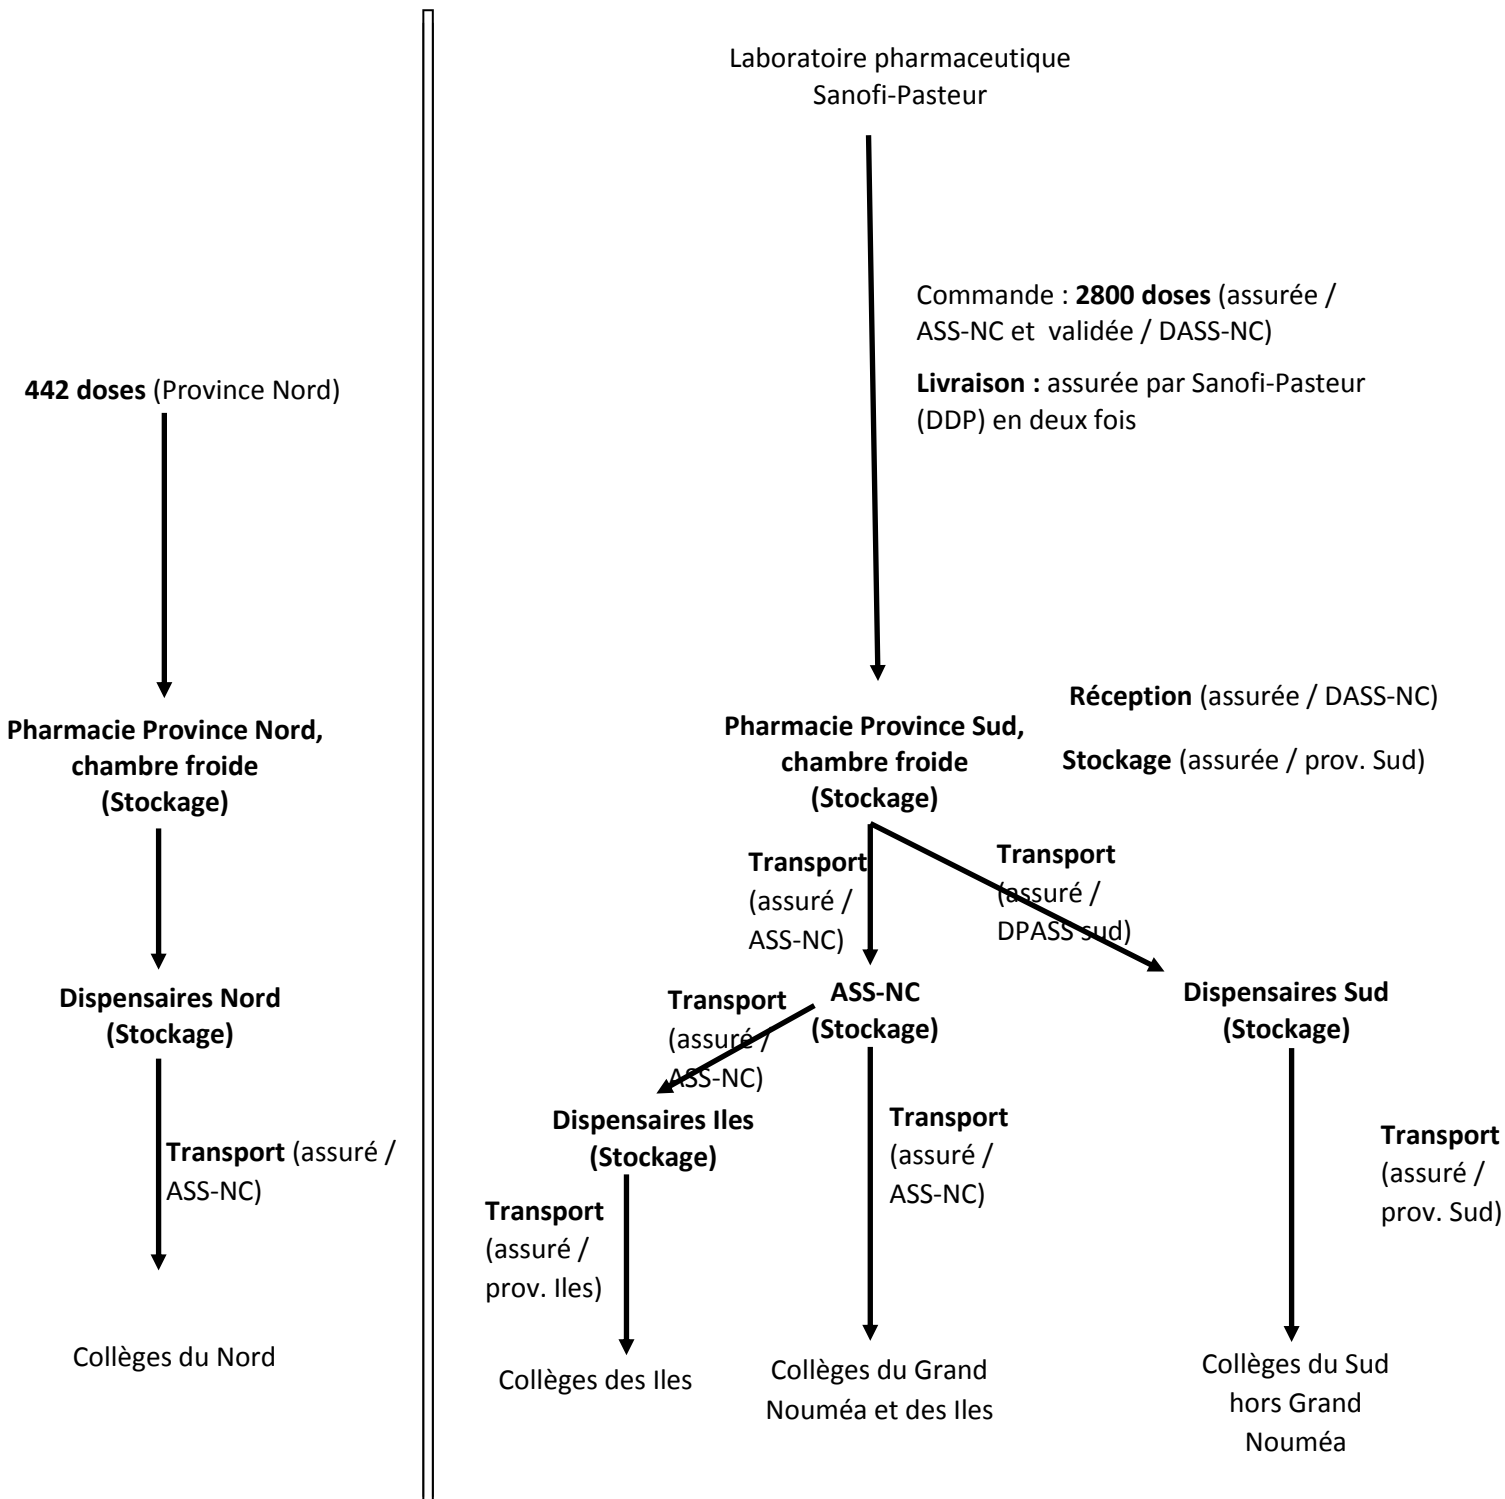 Laboratoire pharmaceutique
Sanofi-Pasteur
Commande : 2800 doses (assurée /
ASS-NC et  validée / DASS-NC)
Livraison : assurée par Sanofi-Pasteur
(DDP) en deux fois
442 doses (Province Nord)
Pharmacie Province Nord,
chambre froide
(Stockage)
Pharmacie Province Sud,
chambre froide
(Stockage)
Réception (assurée / DASS-NC)
Stockage (assurée / prov. Sud)
Transport
(assuré /
ASS-NC)
Transport
(assuré /
DPASS sud)
Dispensaires Nord
(Stockage)
Transport
(assuré /
ASS-NC)
ASS-NC
(Stockage)
Dispensaires Sud
(Stockage)
Dispensaires Iles
(Stockage)
Transport (assuré /
ASS-NC)
Transport
(assuré /
prov. Iles)
Transport
(assuré /
ASS-NC)
Transport
(assuré /
prov. Sud)
Collèges du Nord
Collèges des Iles
Collèges du Grand
Nouméa et des Iles
Collèges du Sud
hors Grand
Nouméa